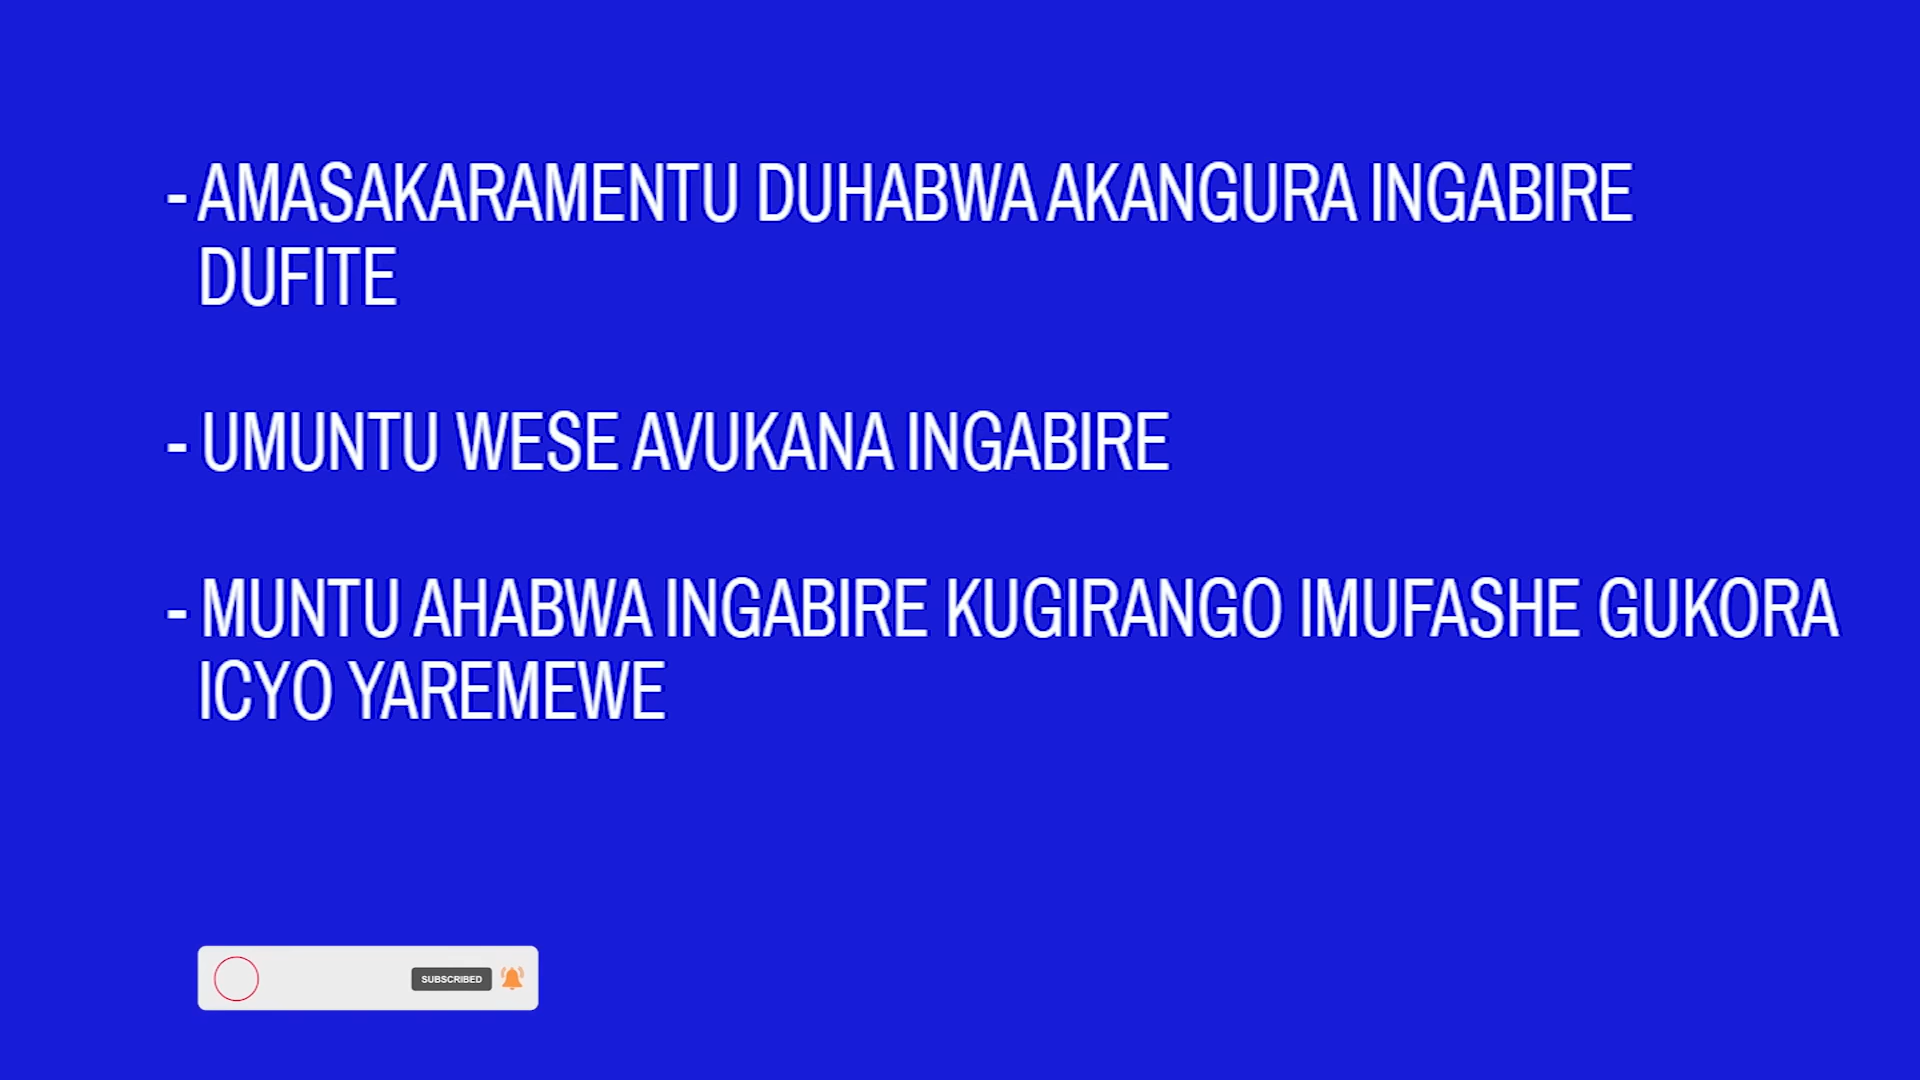 - AMASAKARAMENTU DUHABWA AKANGURA INGABIRE
DUFITE
- UMUNTU WESE AVUKANA INGABIRE
- MUNTU AHABWA INGABIRE KUGIRANGO IMUFASHE GUKORA
ICYO YAREMEWE
SUBSCRIBED